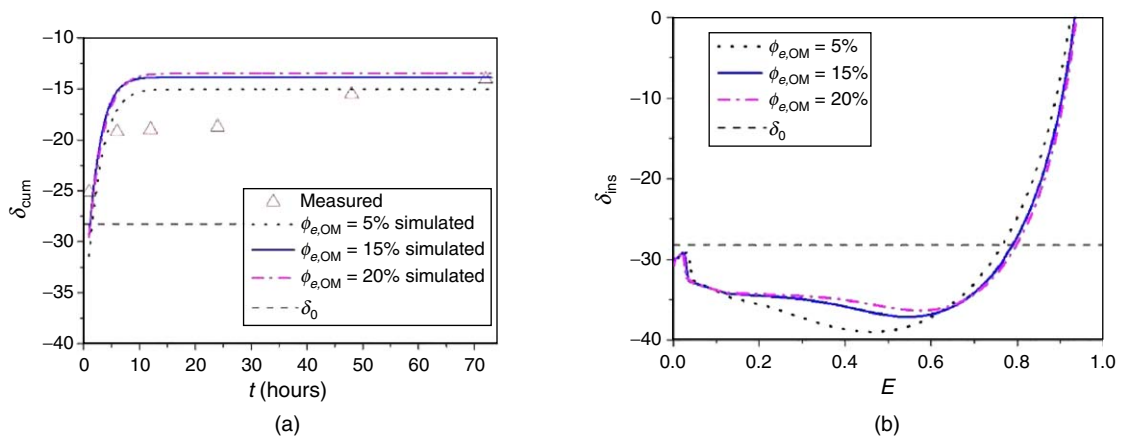 −10
−15
−20
−25
−30
−35
−40
δcum
0 10 20 30 40 50 60 70
t (hours)
Measured
ϕe,OM = 5% simulated
ϕe,OM = 15% simulated
ϕe,OM = 20% simulated
δ0
(a)
0
−10
−20
−30
−40
δins
0.0 0.2 0.4 0.6 0.8 1.0
E
ϕe,OM = 5%
ϕe,OM = 15%
ϕe,OM = 20%
δ0
(b)